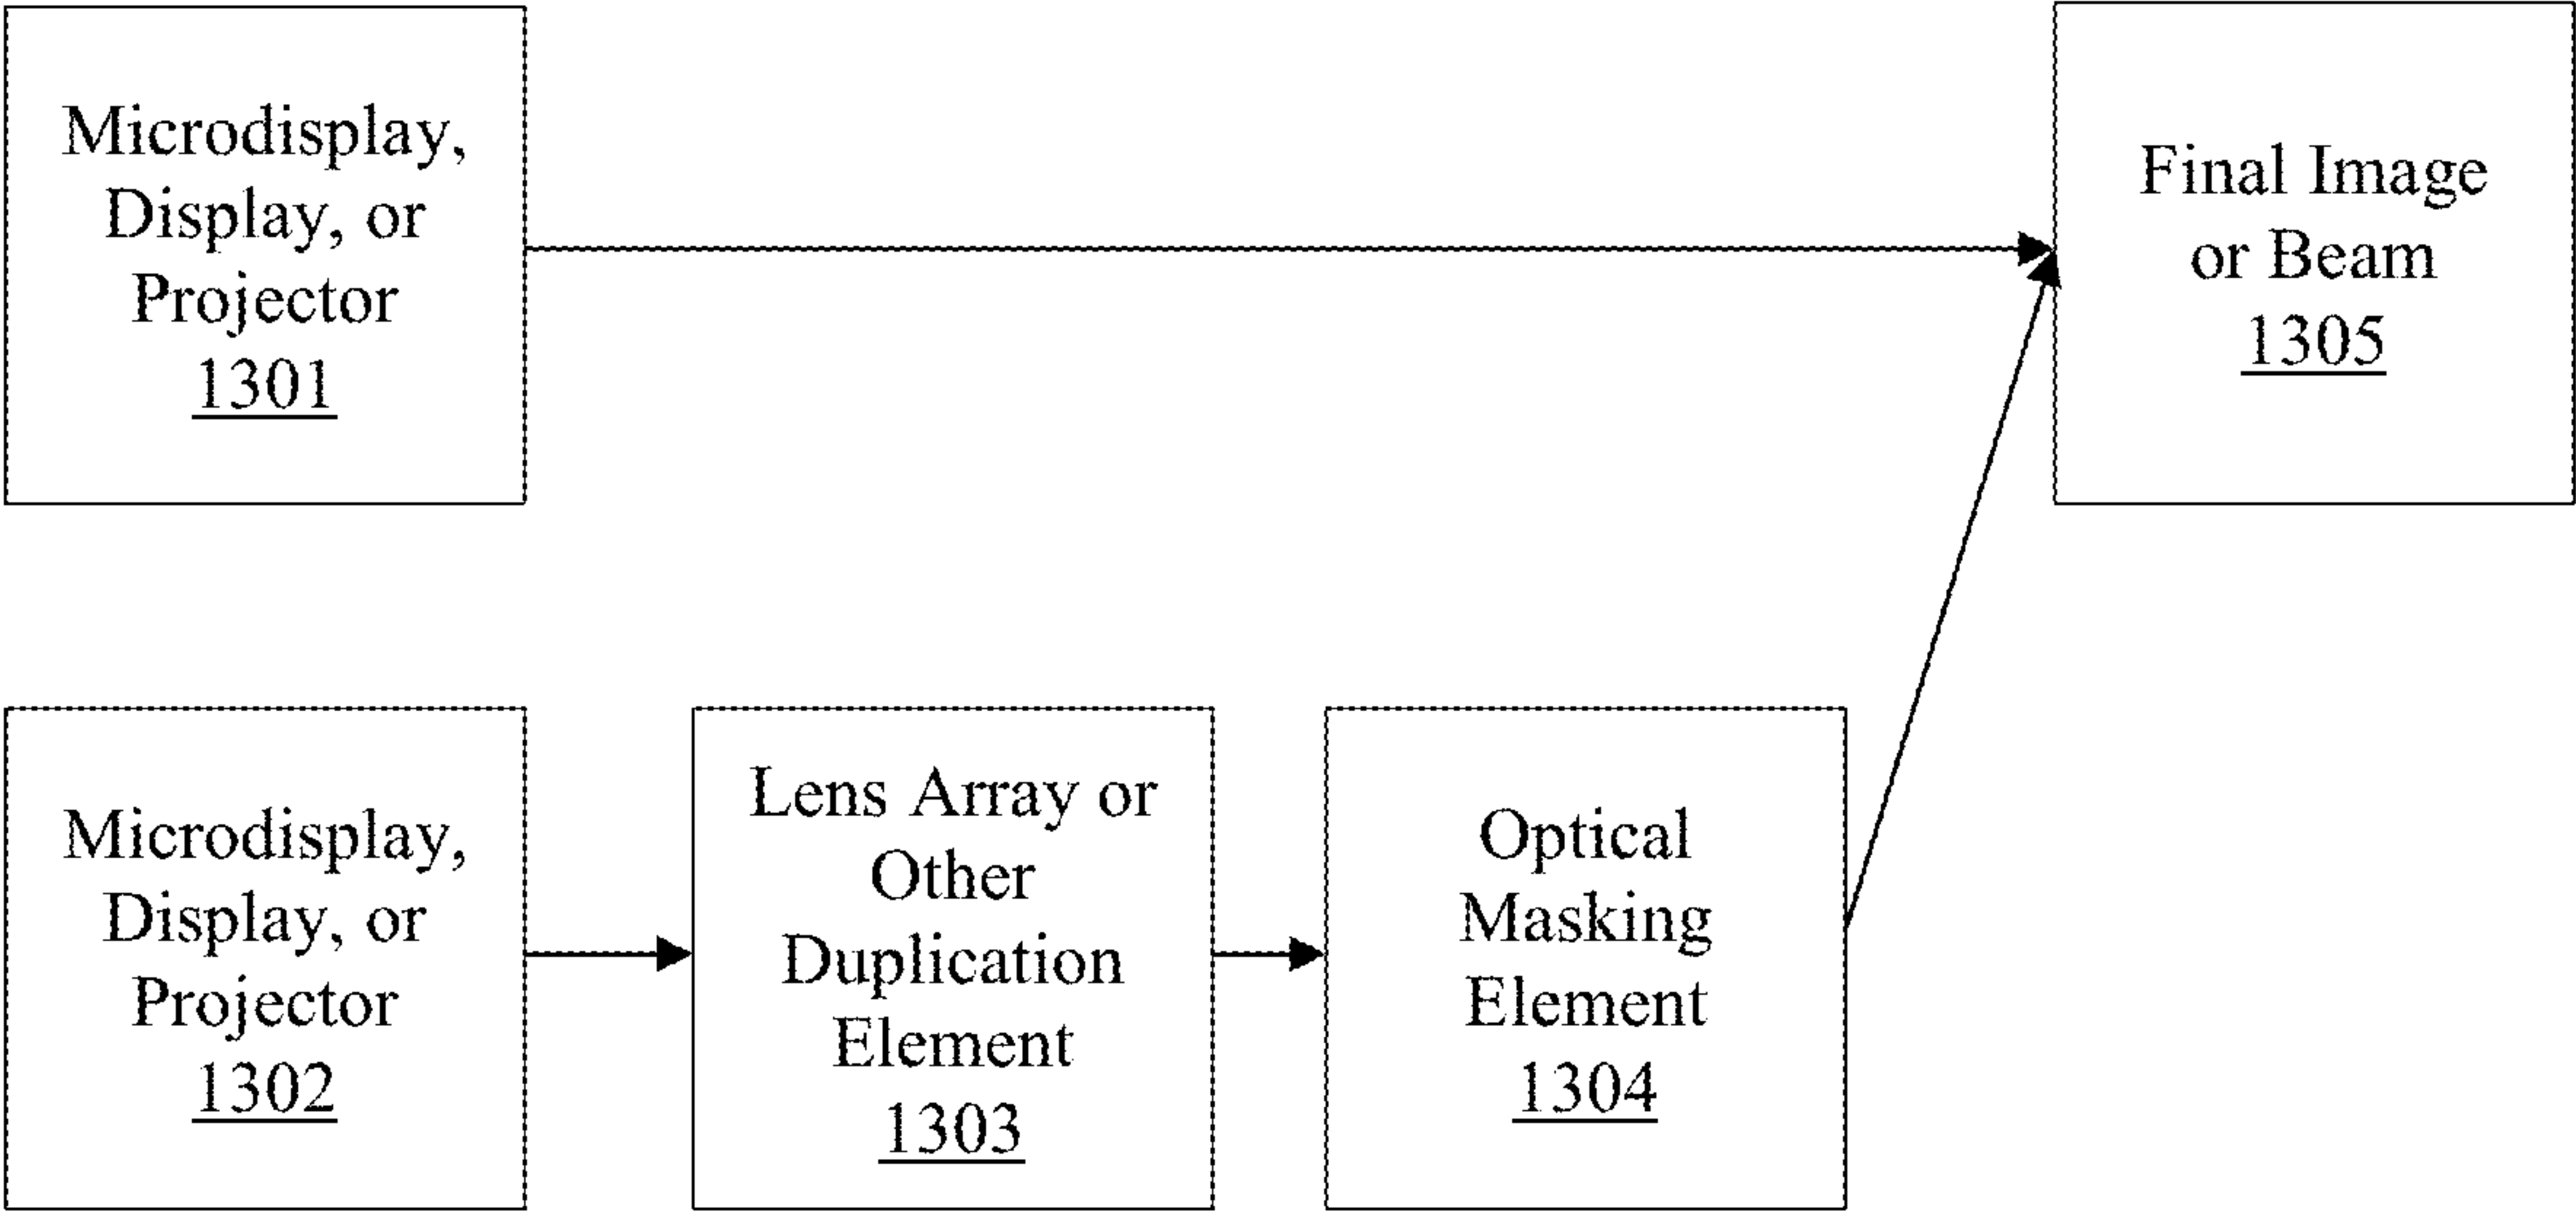 Microdisplay,
Display, or
Projector
1301
Final Image
or Beam
1305
Microdisplay,
Display, or
Projector
1302
Lens Array or
Other
Duplication
Element
1303
Optical
Masking
Element
1304